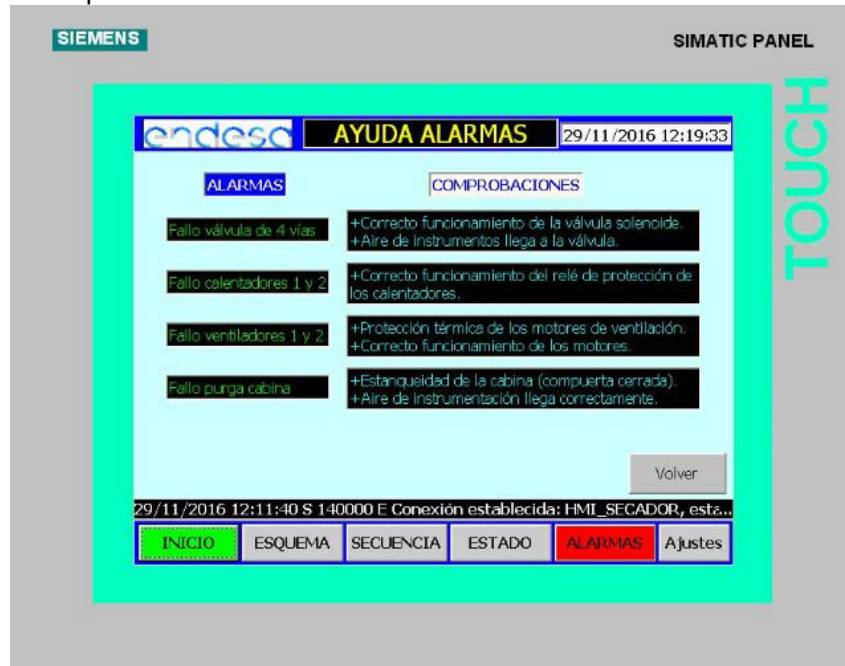 SIEMENS
SIMATIC PANEL
TOUCH
endesa
AYUDA ALARMAS
29/11/2016 12:19:33
ALARMAS
COMPROBACIONES
Fallo válvula de 4 vías
+Correcto funcionamiento de la válvula solenoide.
+Aire de instrumentos llega a la válvula.
Fallo calentadores 1 y 2
+Correcto funcionamiento del relé de protección de
los calentadores.
Fallo ventiladores 1 y 2
+Protección térmica de los motores de ventilación.
+Correcto funcionamiento de los motores.
Fallo purga cabina
+Estanqueidad de la cabina (compuerta cerrada).
+Aire de instrumentación llega correctamente.
Volver
29/11/2016 12:11:40 S 140000 E Conexión establecida: HMI_SECADOR, esta...
INICIO
ESQUEMA
SECUENCIA
ESTADO
ALARMAS
Ajustes